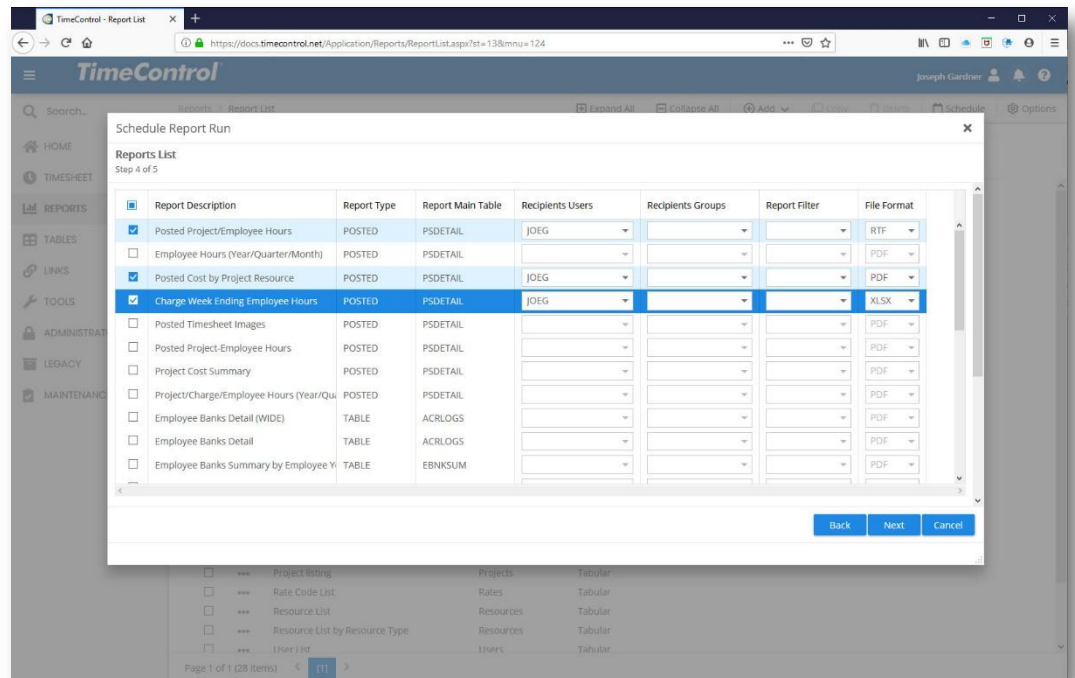 TimeControl - Report List
https://docs.timecontrol.net/Application/Reports/ReportList.aspx?st=13&mnu=124
TimeControl
Joseph Gardner
Search...
Reports / Report List
Expand All Collapse All Add Copy Delete Schedule Options
HOME
TIMESHEET
REPORTS
TABLES
LINKS
TOOLS
ADMINISTRAT
LEGACY
MAINTENANC
Schedule Report Run
Reports List
Step 4 of 5
Report Description Report Type Report Main Table Recipients Users Recipients Groups Report Filter File Format
Posted Project/Employee Hours POSTED PSDETAIL JOEG RTF
Employee Hours (Year/Quarter/Month) POSTED PSDETAIL PDF
Posted Cost by Project Resource POSTED PSDETAIL JOEG PDF
Charge Week Ending Employee Hours POSTED PSDETAIL JOEG XLSX
Posted Timesheet Images POSTED PSDETAIL PDF
Posted Project-Employee Hours POSTED PSDETAIL PDF
Project Cost Summary POSTED PSDETAIL PDF
Project/Charge/Employee Hours (Year/Qu POSTED PSDETAIL PDF
Employee Banks Detail (WIDE) TABLE ACRLOGS PDF
Employee Banks Detail TABLE ACRLOGS PDF
Employee Banks Summary by Employee Y TABLE EBNKSUM PDF
Back Next Cancel
Project listing Projects Tabular
Rate Code List Rates Tabular
Resource List Resources Tabular
Resource List by Resource Type Resources Tabular
User List Users Tabular
Page 1 of 1 (28 items) [1]